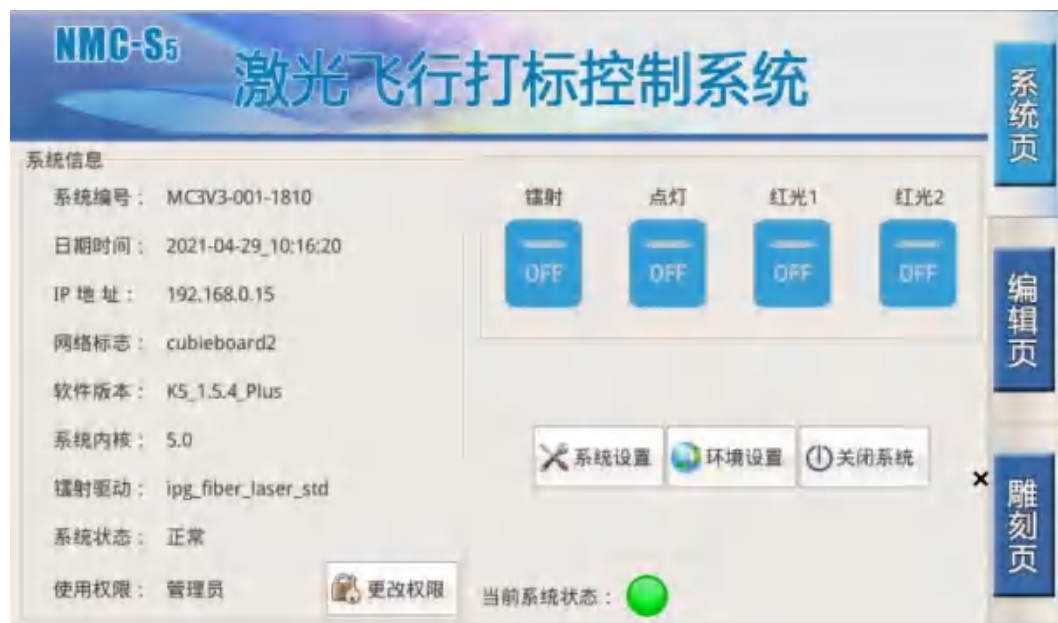 NMC-S5
激光飞行打标控制系统
系统信息
系统编号： MC3V3-001-1810
日期时间： 2021-04-29_10:16:20
IP 地 址： 192.168.0.15
网络标志： cubieboard2
软件版本： K5_1.5.4_Plus
系统内核： 5.0
镭射驱动： ipg_fiber_laser_std
系统状态： 正常
使用权限： 管理员
更改权限
镭射 点灯 红光1 红光2
OFF OFF OFF OFF
系统设置 环境设置 关闭系统
当前系统状态：
系统页
编辑页
雕刻页